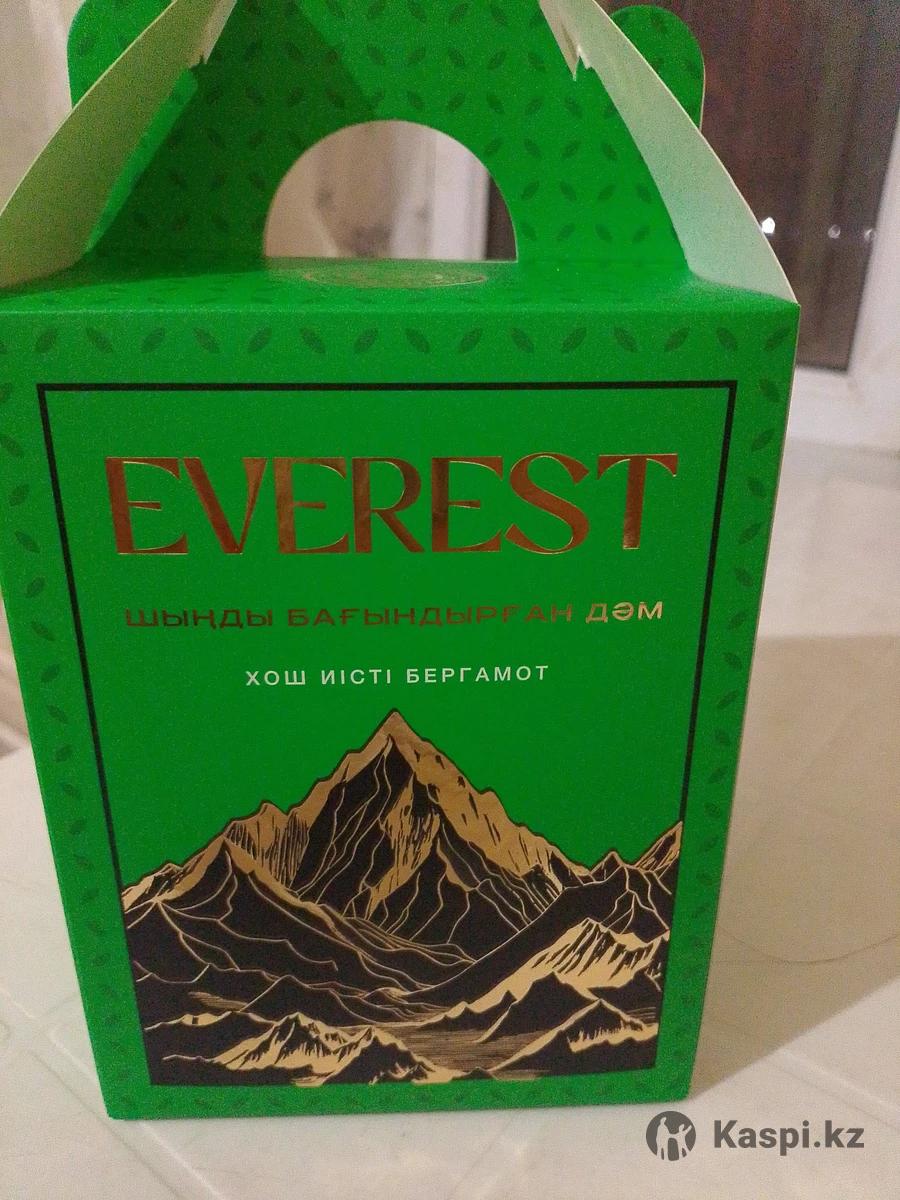 EVEREST
ШЫҢДЫ БАҒЫНДЫРҒАН ДӘМ
ХОШ ИІСТІ БЕРГАМОТ
Kaspi.kz